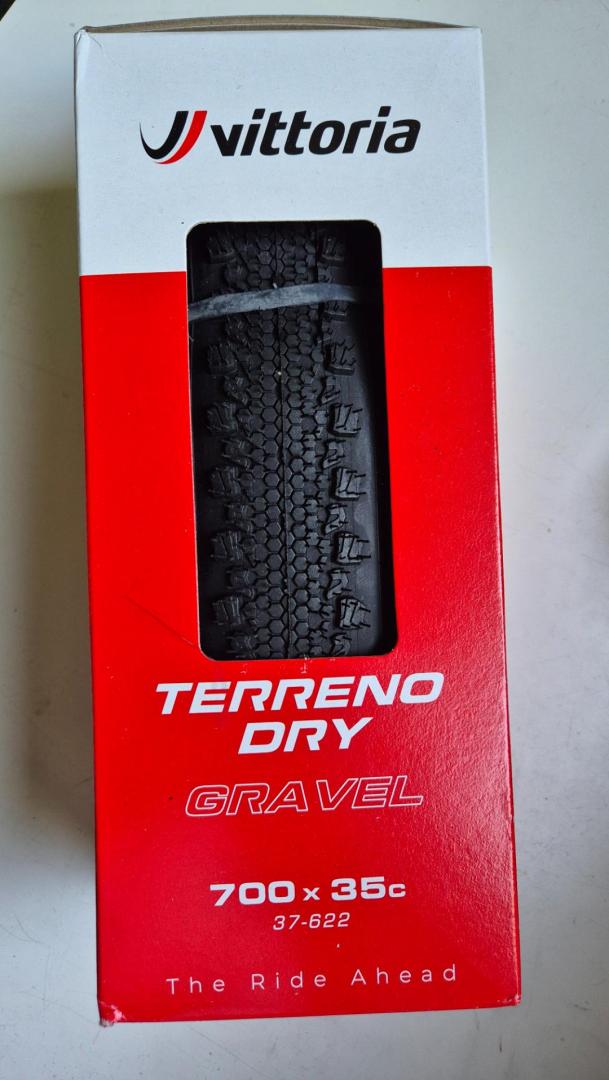 vittoria
TERRENO
DRY
GRAVEL
700 x 35c
37-622
The Ride Ahead